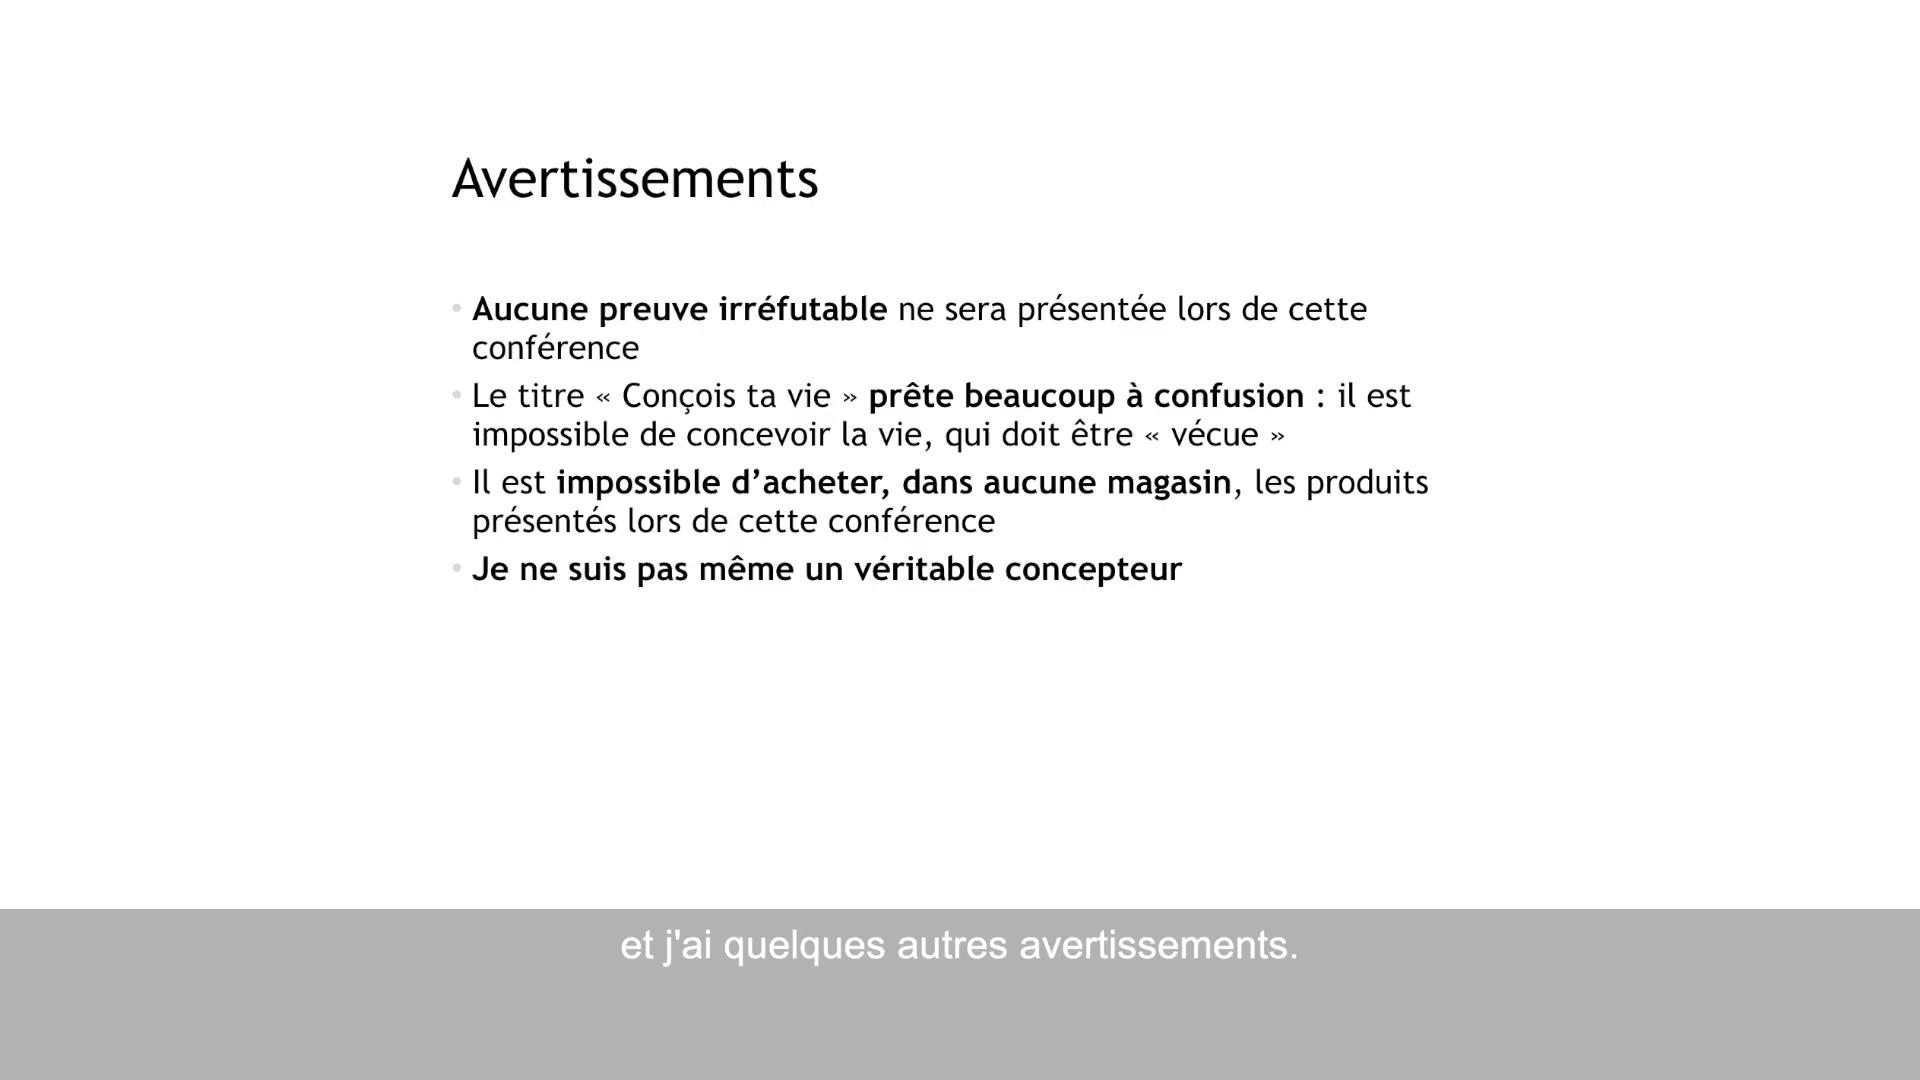 Avertissements
• Aucune preuve irréfutable ne sera présentée lors de cette
conférence
• Le titre « Conçois ta vie » prête beaucoup à confusion : il est
impossible de concevoir la vie, qui doit être « vécue »
• Il est impossible d’acheter, dans aucune magasin, les produits
présentés lors de cette conférence
• Je ne suis pas même un véritable concepteur
et j'ai quelques autres avertissements.